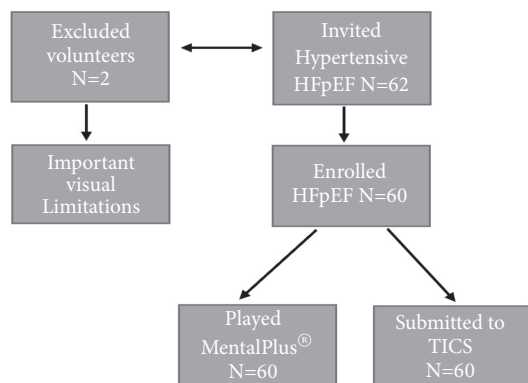 Excluded
volunteers
N=2
Invited
Hypertensive
HFpEF N=62
Important
visual
Limitations
Enrolled
HFpEF N=60
Played
MentalPlus®
N=60
Submitted to
TICS
N=60